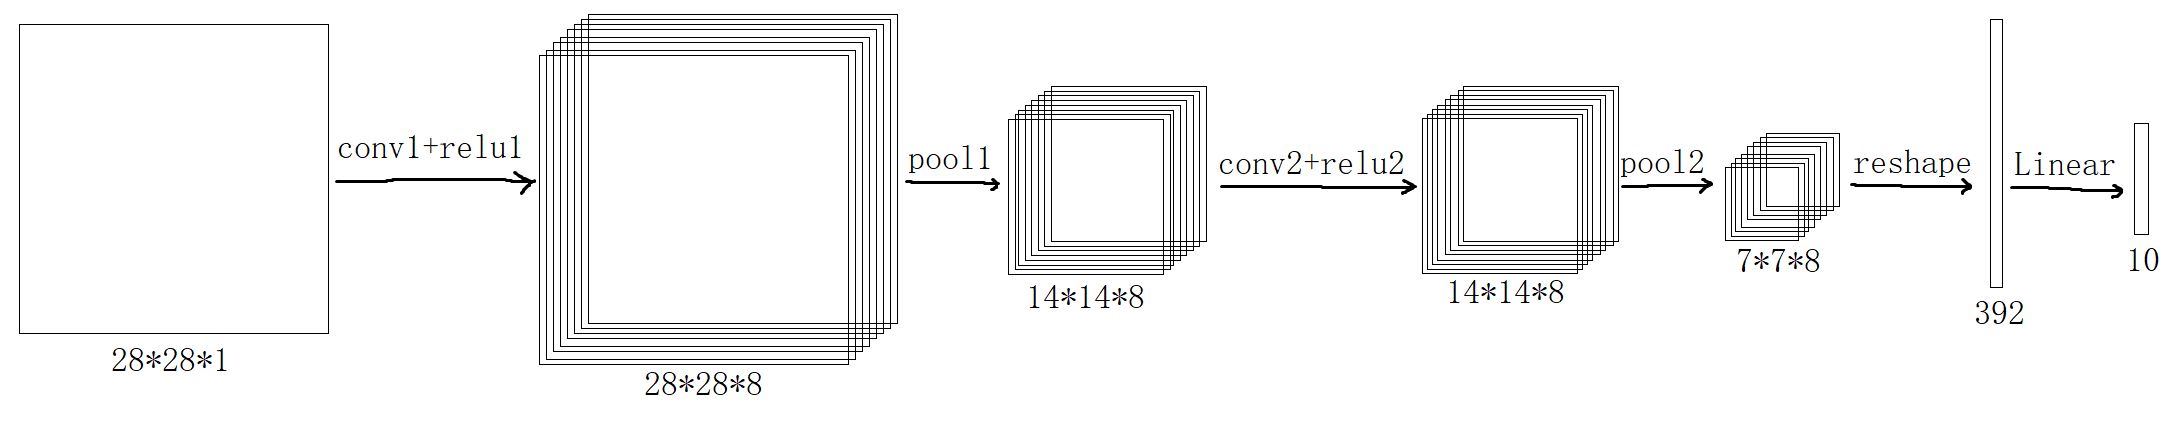 conv1+relu1
pool1
conv2+relu2
pool2
reshape
Linear
28*28*1
28*28*8
14*14*8
14*14*8
7*7*8
392
10